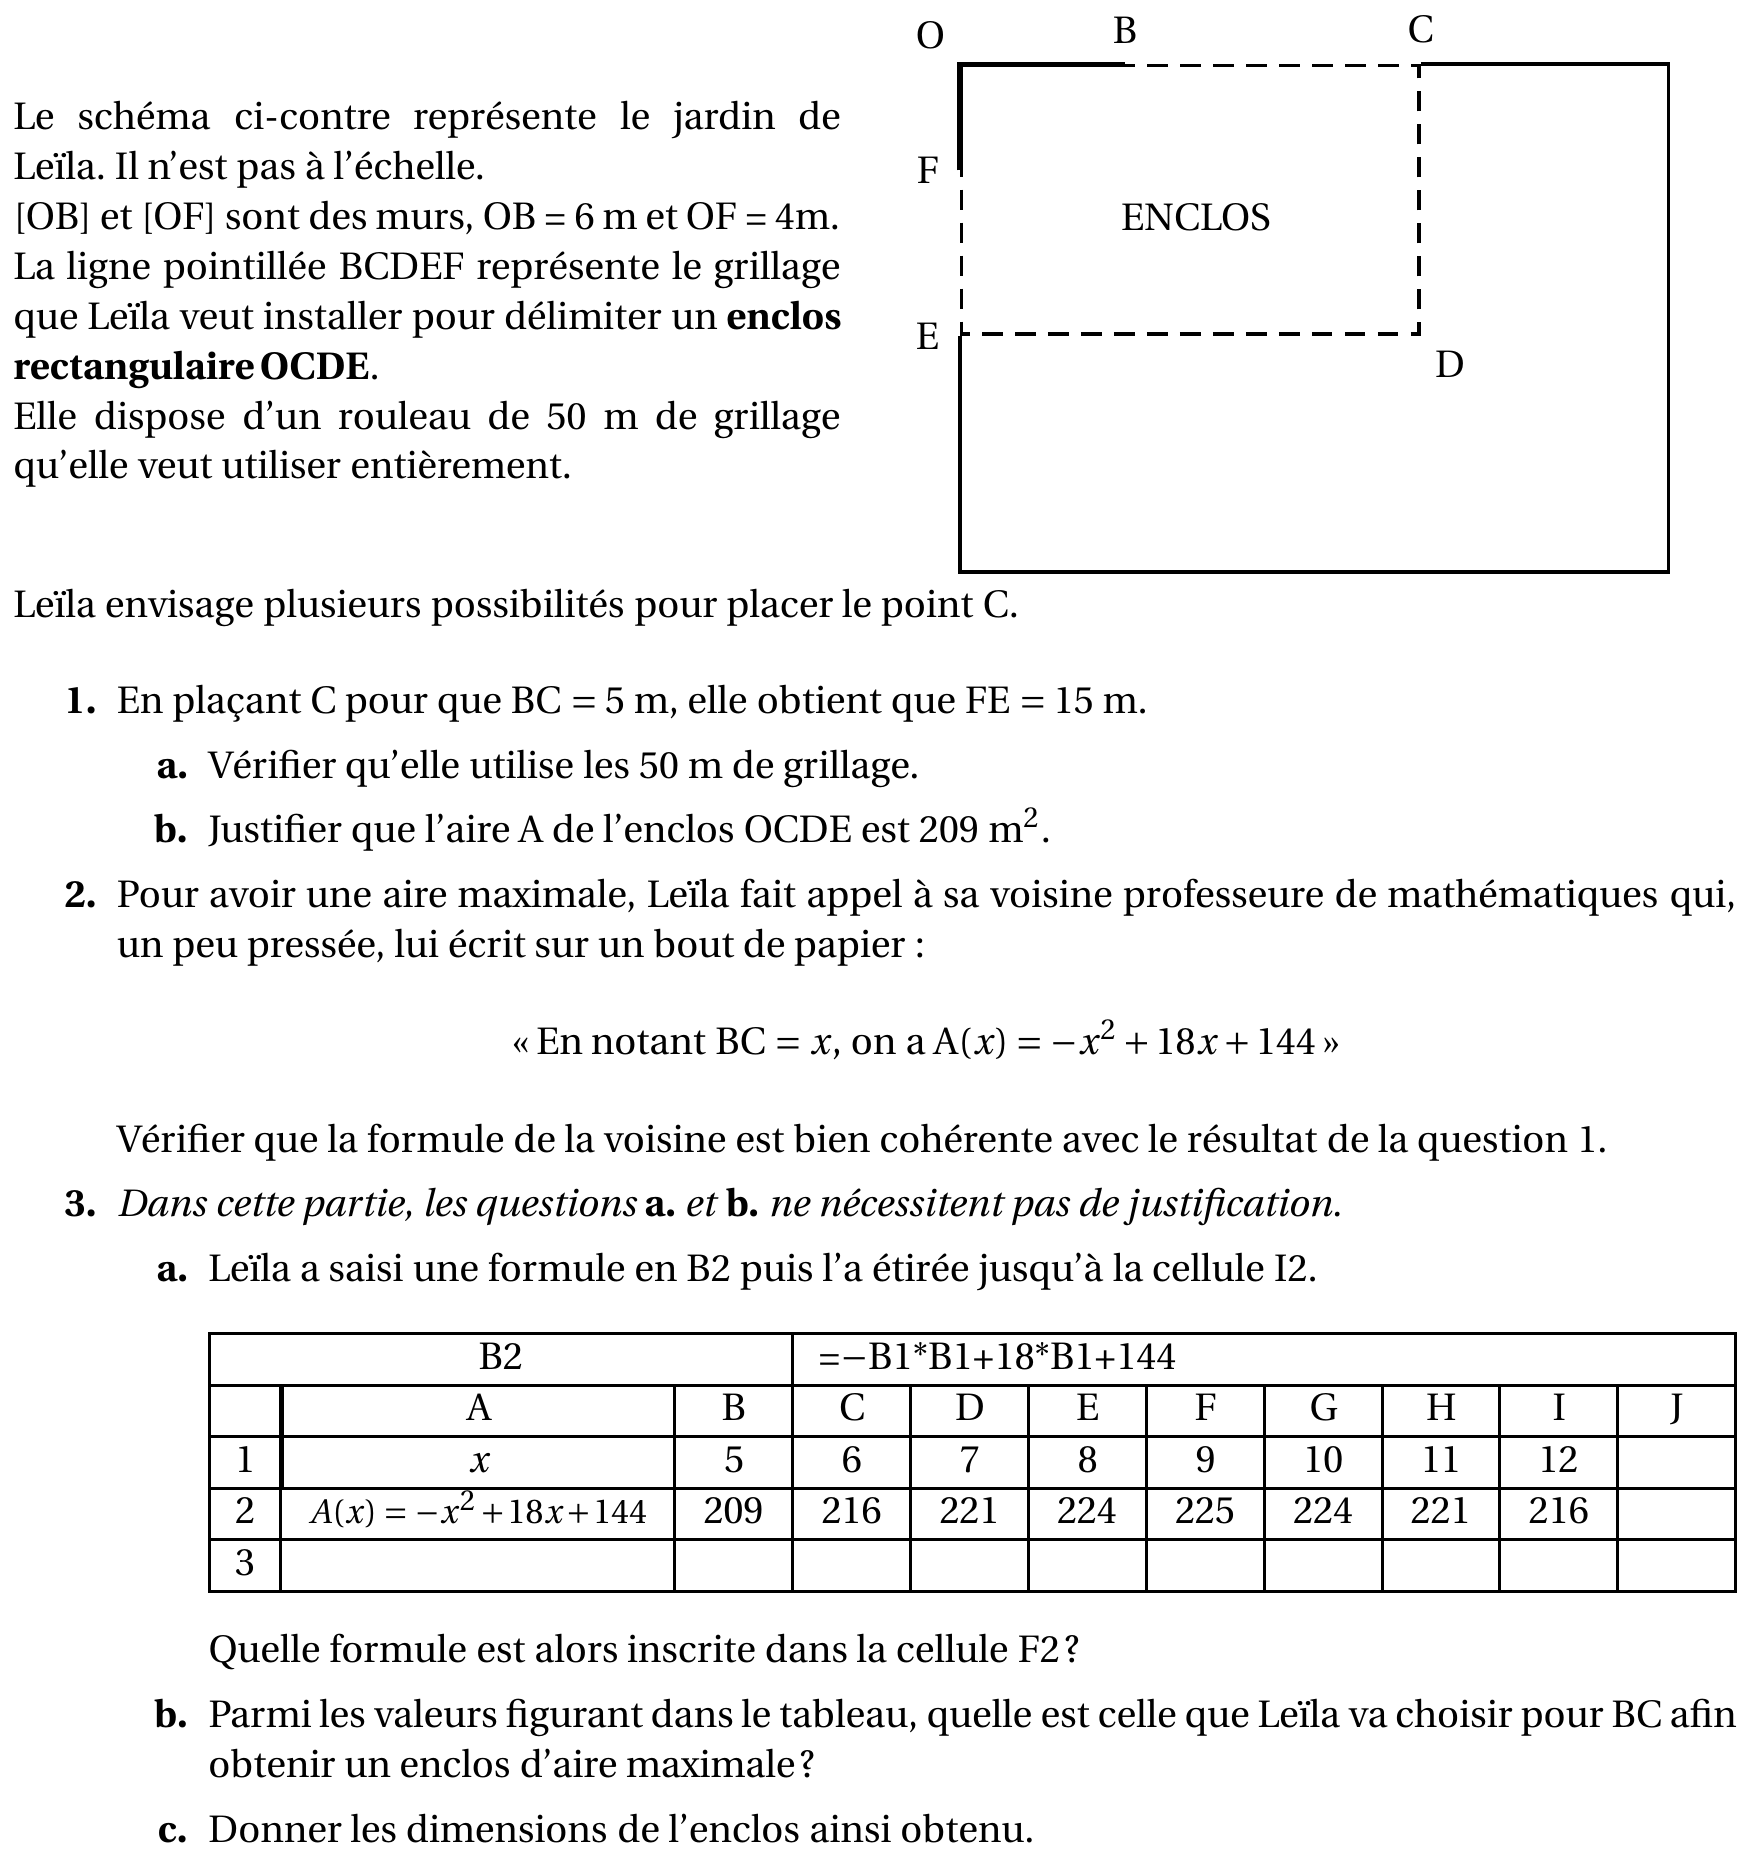 O B C
Le schéma ci-contre représente le jardin de
Leïla. Il n'est pas à l'échelle.
[OB] et [OF] sont des murs, OB = 6 m et OF = 4m.
La ligne pointillée BCDEF représente le grillage
que Leïla veut installer pour délimiter un enclos
rectangulaire OCDE.
Elle dispose d'un rouleau de 50 m de grillage
qu'elle veut utiliser entièrement.
F
ENCLOS
E
D
Leïla envisage plusieurs possibilités pour placer le point C.
1. En plaçant C pour que BC = 5 m, elle obtient que FE = 15 m.
a. Vérifier qu'elle utilise les 50 m de grillage.
b. Justifier que l'aire A de l'enclos OCDE est 209 m².
2. Pour avoir une aire maximale, Leïla fait appel à sa voisine professeure de mathématiques qui,
un peu pressée, lui écrit sur un bout de papier :
« En notant BC = x, on a A(x) = −x² + 18x + 144 »
Vérifier que la formule de la voisine est bien cohérente avec le résultat de la question 1.
3. Dans cette partie, les questions a. et b. ne nécessitent pas de justification.
a. Leïla a saisi une formule en B2 puis l'a étirée jusqu'à la cellule I2.
B2 =−B1*B1+18*B1+144
A B C D E F G H I J
1 x 5 6 7 8 9 10 11 12
2 A(x) = −x² + 18x + 144 209 216 221 224 225 224 221 216
3
Quelle formule est alors inscrite dans la cellule F2 ?
b. Parmi les valeurs figurant dans le tableau, quelle est celle que Leïla va choisir pour BC afin
obtenir un enclos d'aire maximale ?
c. Donner les dimensions de l'enclos ainsi obtenu.